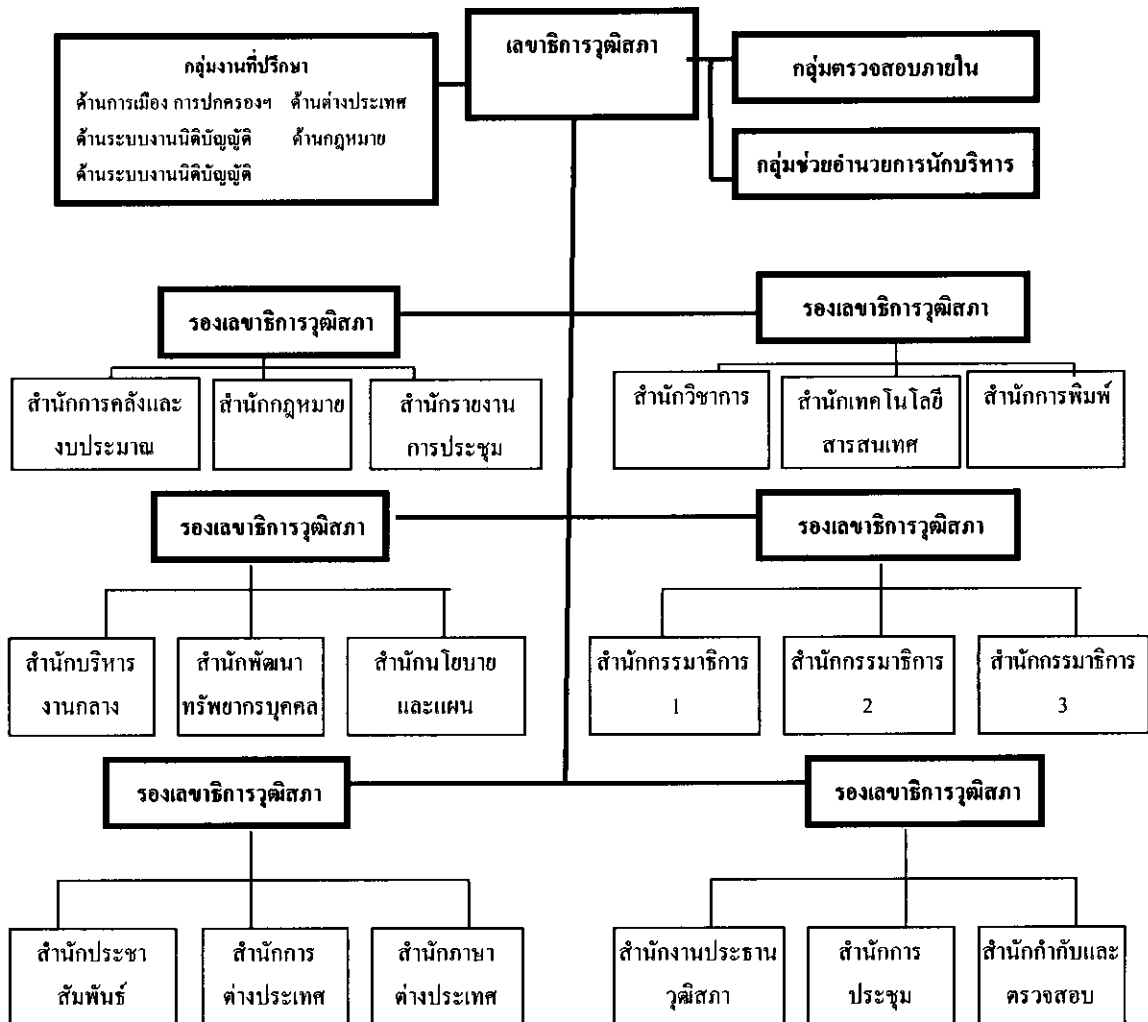 เลขาธิการวุฒิสภา
กลุ่มงานที่ปรึกษา
ด้านการเมือง การปกครองฯ ด้านต่างประเทศ
ด้านระบบงานนิติบัญญัติ ด้านกฎหมาย
ด้านระบบงานนิติบัญญัติ
กลุ่มตรวจสอบภายใน
กลุ่มช่วยอำนวยการนักบริหาร
รองเลขาธิการวุฒิสภา
รองเลขาธิการวุฒิสภา
สำนักการคลังและ
งบประมาณ
สำนักกฎหมาย
สำนักรายงาน
การประชุม
สำนักวิชาการ
สำนักเทคโนโลยี
สารสนเทศ
สำนักการพิมพ์
รองเลขาธิการวุฒิสภา
รองเลขาธิการวุฒิสภา
สำนักบริหาร
งานกลาง
สำนักพัฒนา
ทรัพยากรบุคคล
สำนักนโยบาย
และแผน
สำนักกรรมาธิการ
1
สำนักกรรมาธิการ
2
สำนักกรรมาธิการ
3
รองเลขาธิการวุฒิสภา
รองเลขาธิการวุฒิสภา
สำนักประชา
สัมพันธ์
สำนักการ
ต่างประเทศ
สำนักภาษา
ต่างประเทศ
สำนักงานประธาน
วุฒิสภา
สำนักการ
ประชุม
สำนักกำกับและ
ตรวจสอบ